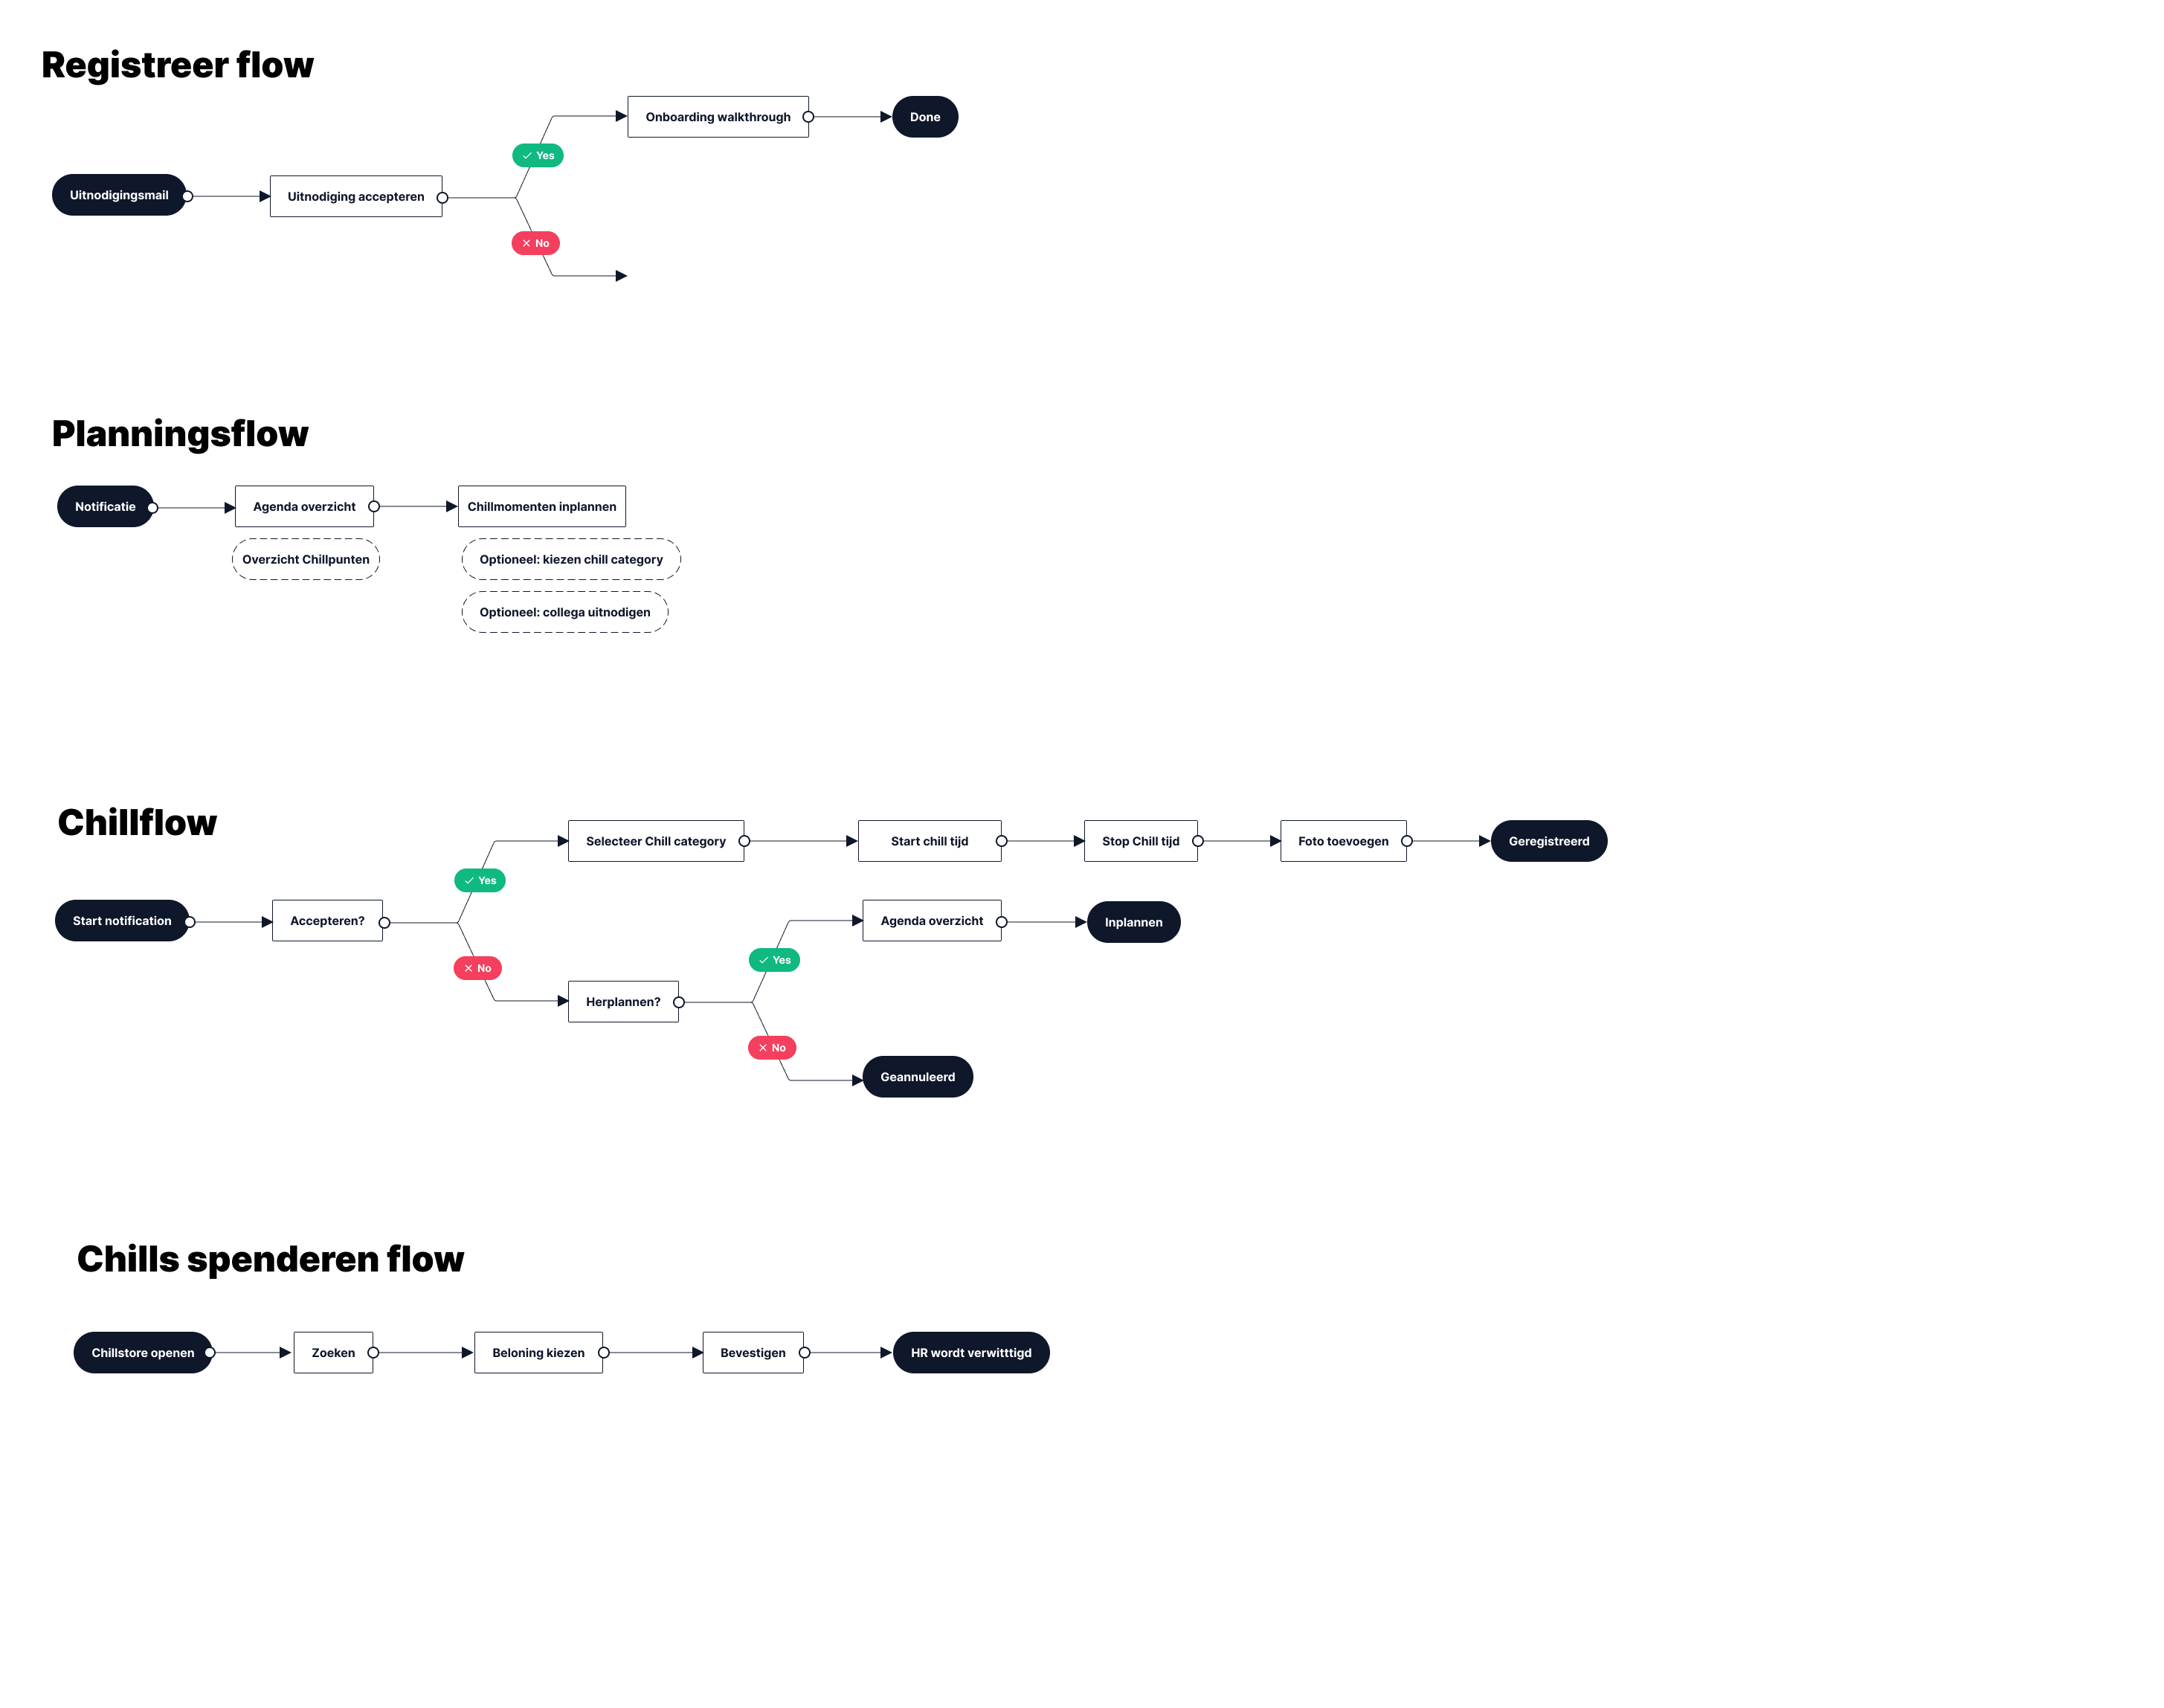 Registreer flow
Onboarding walkthrough
Done
Yes
Uitnodigingsmail
Uitnodiging accepteren
No
Planningsflow
Notificatie
Agenda overzicht
Chillmomenten inplannen
Overzicht Chillpunten
Optioneel: kiezen chill category
Optioneel: collega uitnodigen
Chillflow
Selecteer Chill category
Start chill tijd
Stop Chill tijd
Foto toevoegen
Geregistreerd
Yes
Start notification
Accepteren?
Agenda overzicht
Inplannen
No
Yes
Herplannen?
No
Geannuleerd
Chills spenderen flow
Chillstore openen
Zoeken
Beloning kiezen
Bevestigen
HR wordt verwitttigd